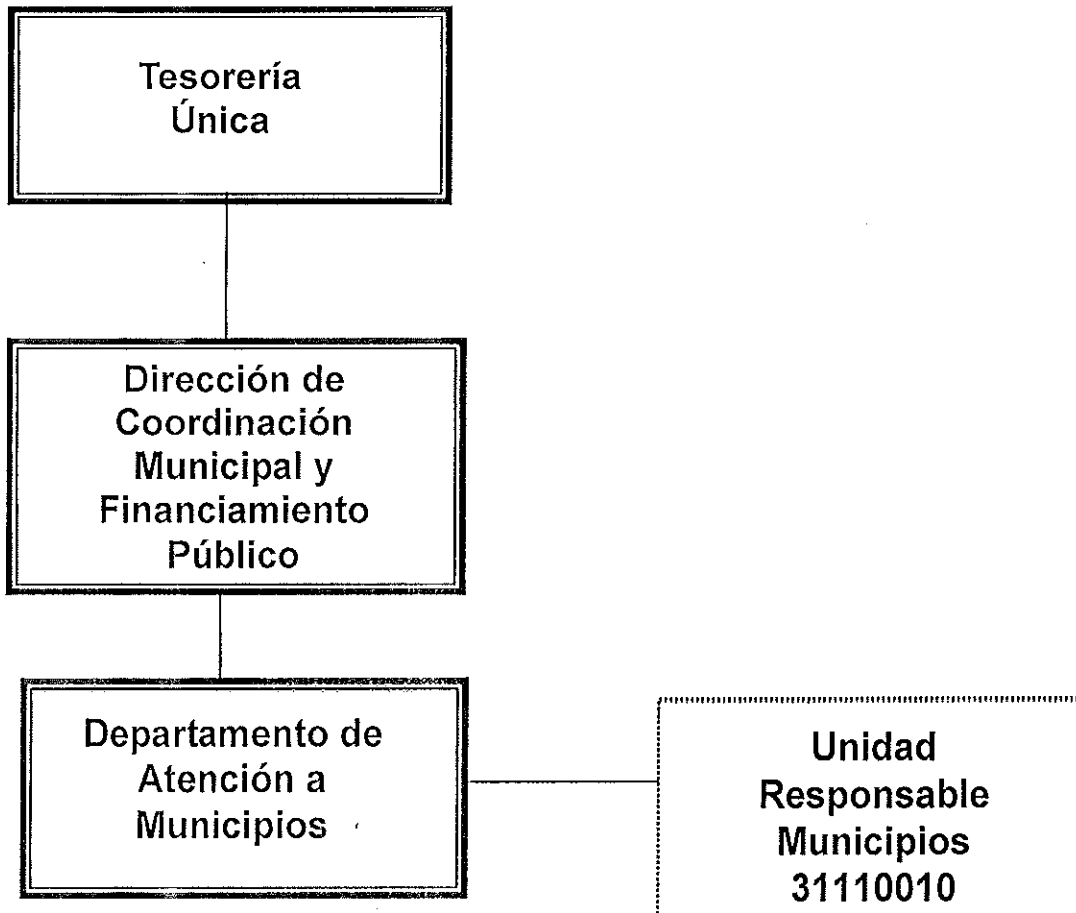 Tesorería
Única
Dirección de
Coordinación
Municipal y
Financiamiento
Público
Departamento de
Atención a
Municipios
Unidad
Responsable
Municipios
31110010